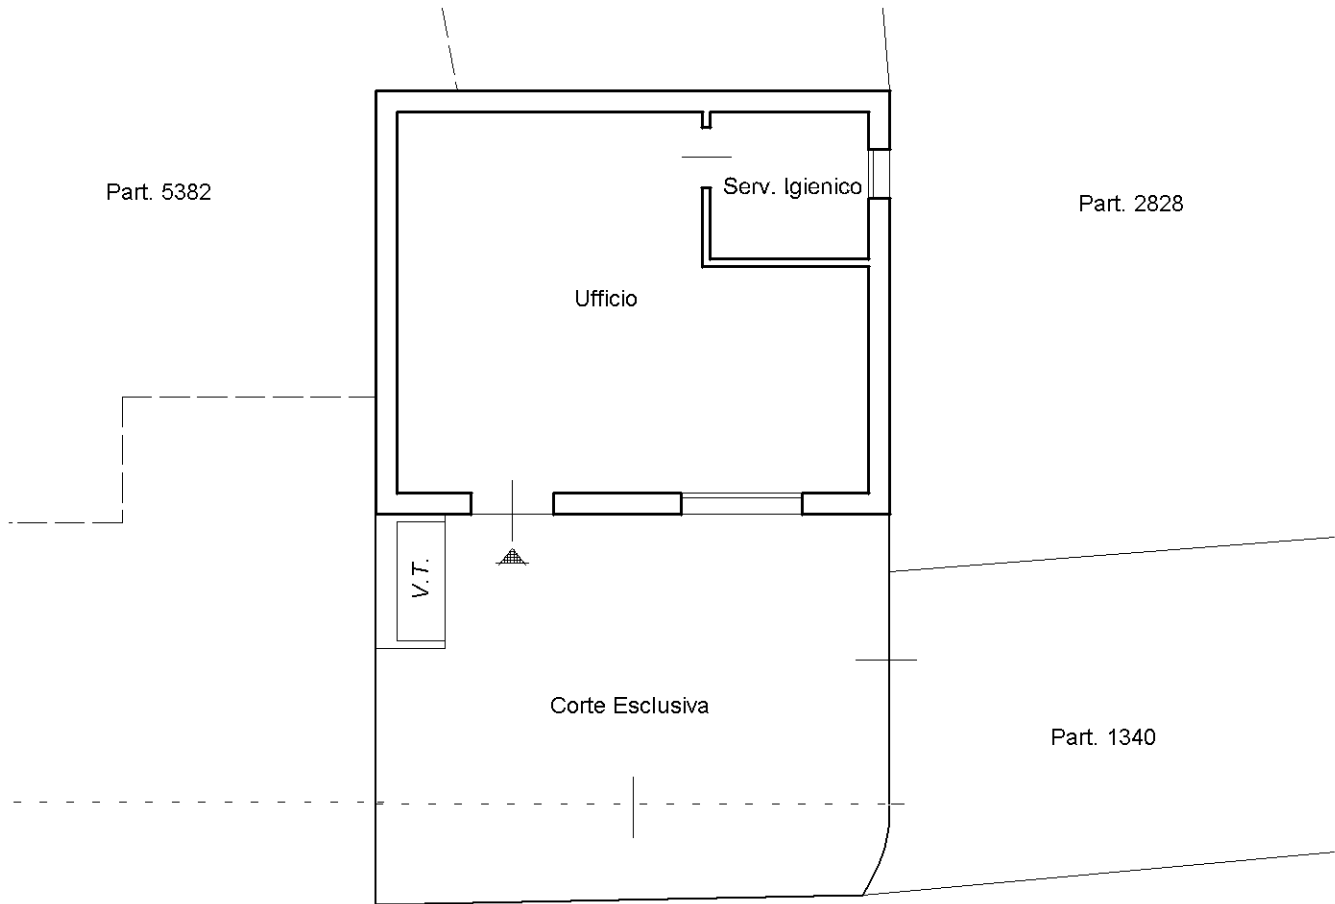 Part. 5382
Serv. Igienico
Part. 2828
Ufficio
V.T.
Corte Esclusiva
Part. 1340